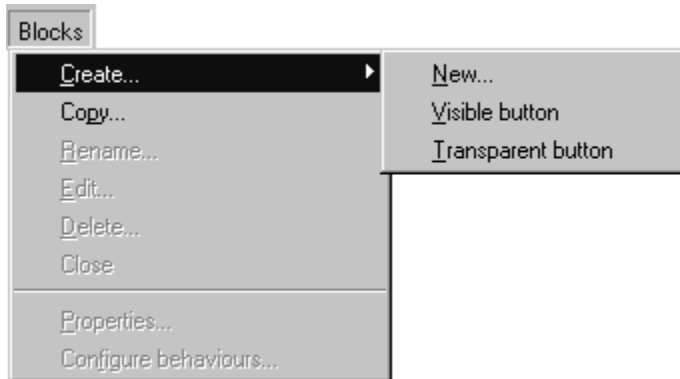 Blocks
Create...
Copy...
Rename...
Edit...
Delete...
Close
Properties...
Configure behaviours...
New...
Visible button
Transparent button